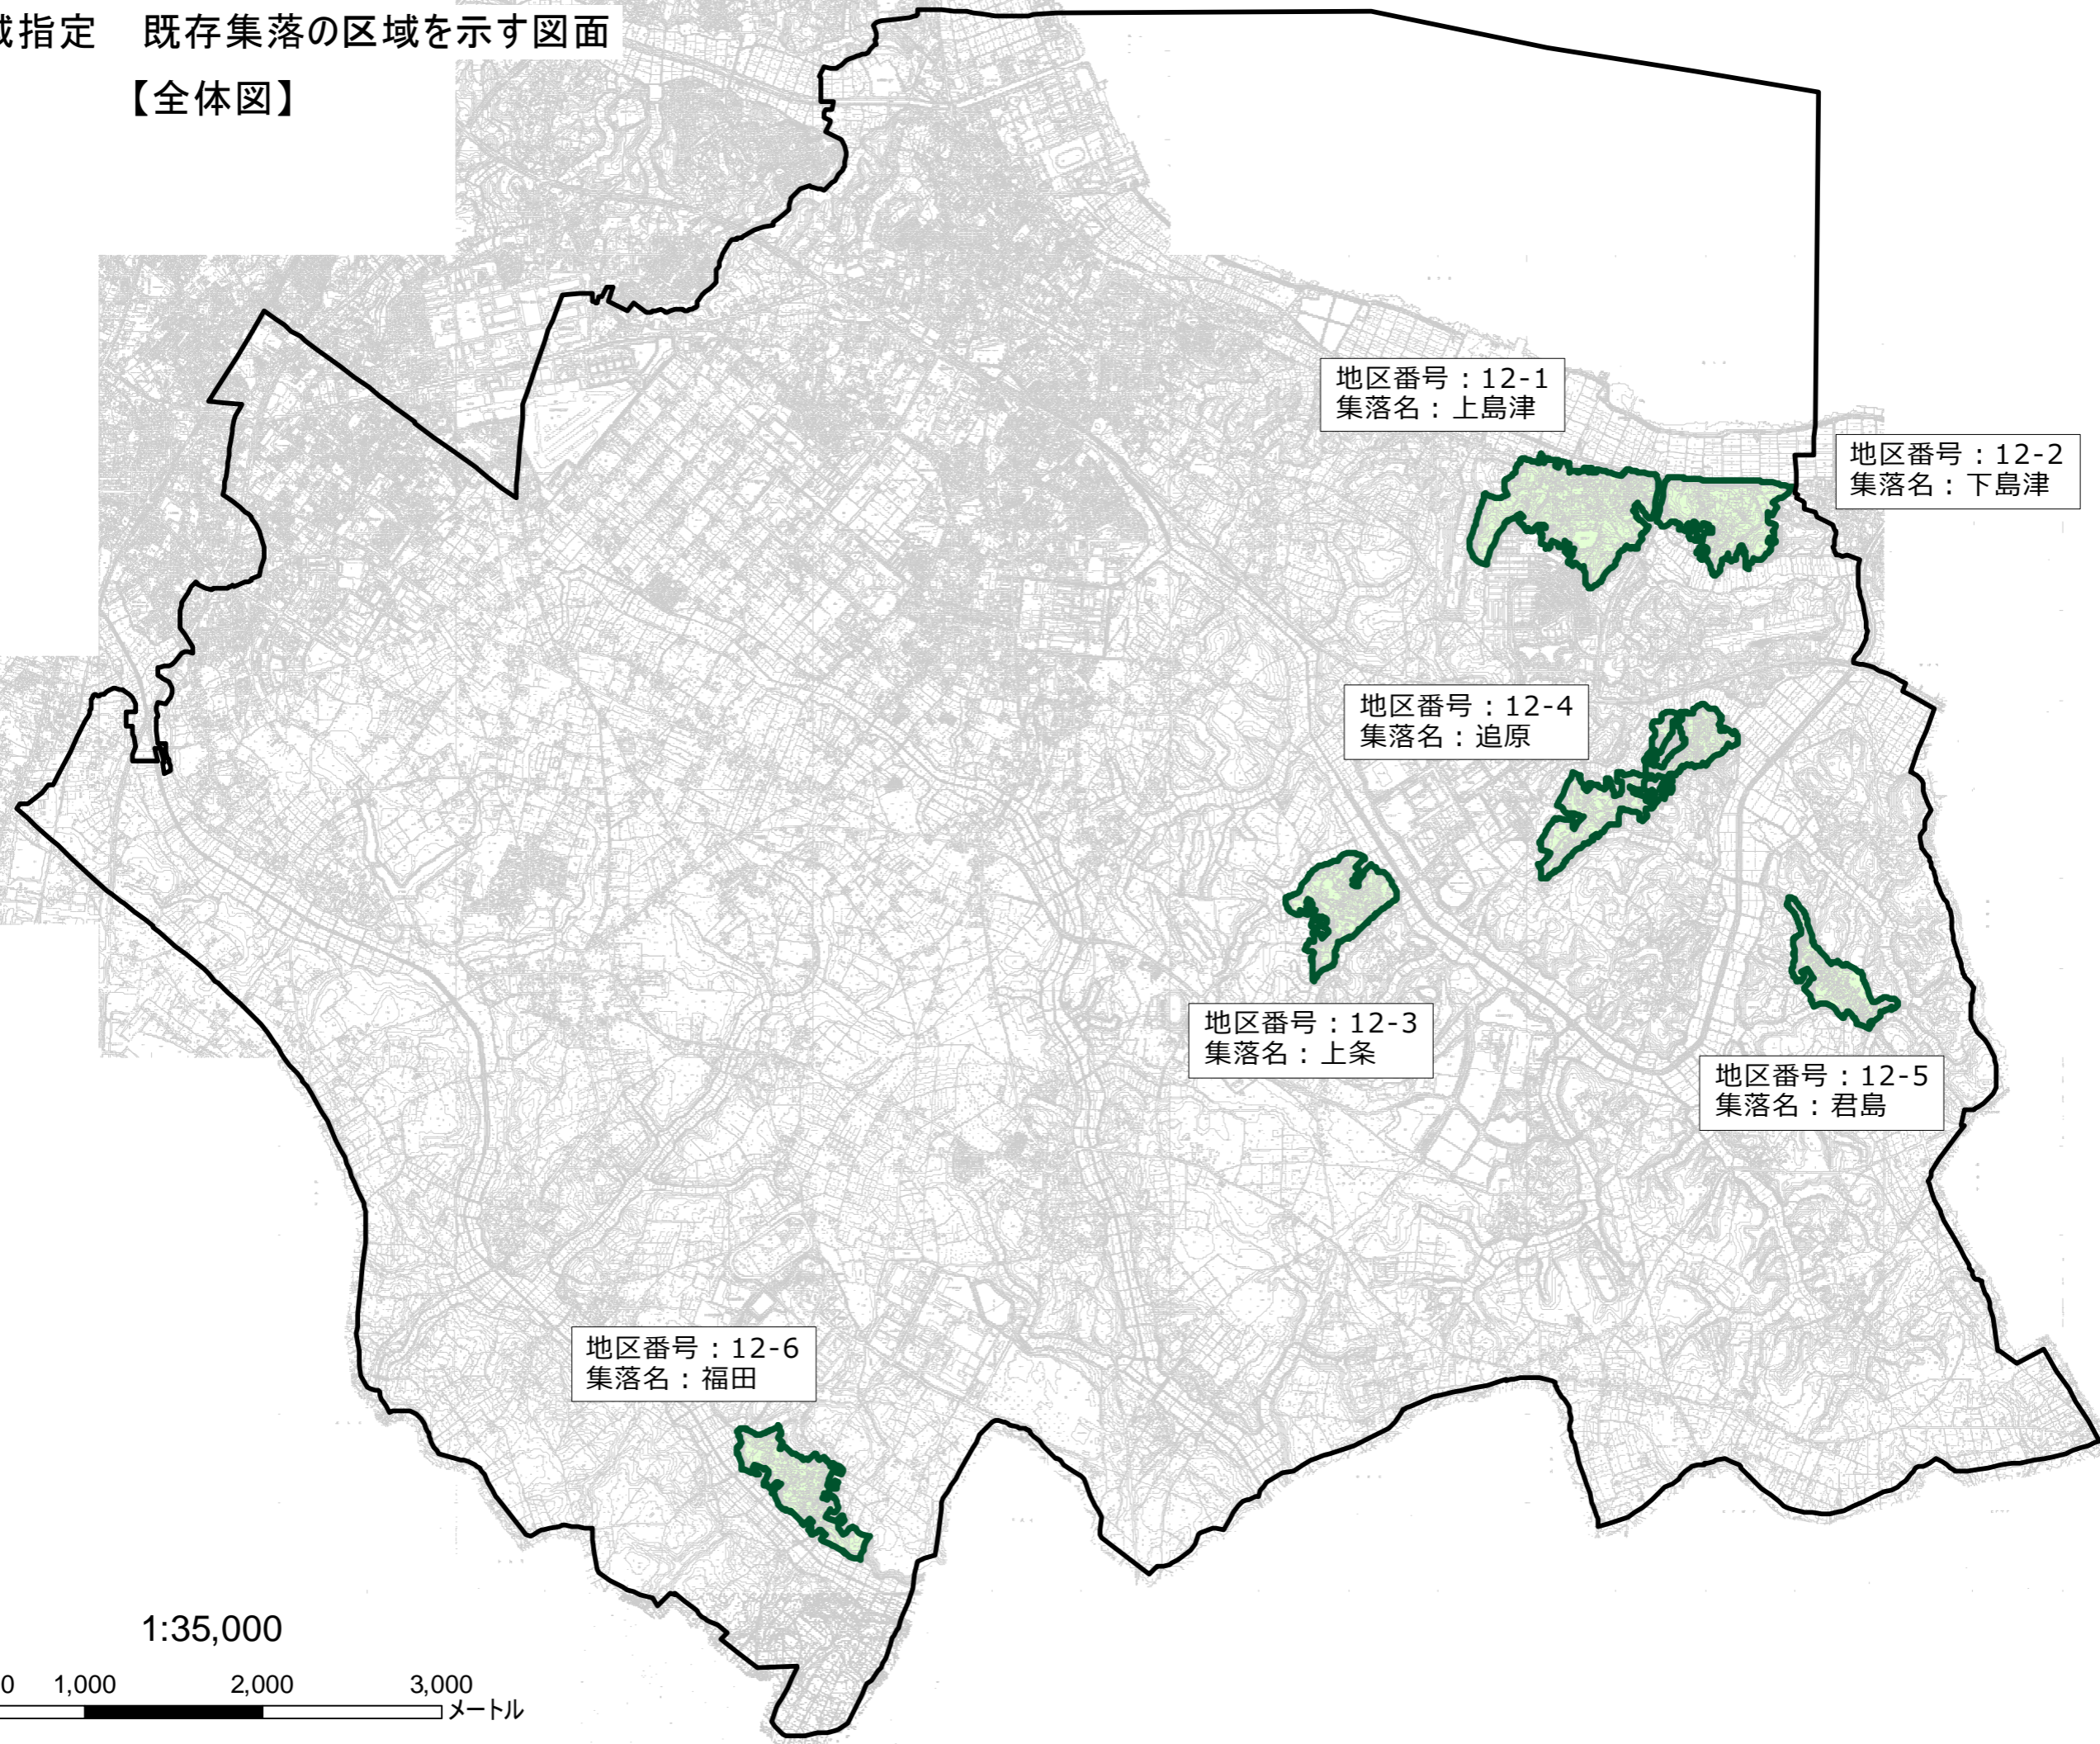 域指定　既存集落の区域を示す図面
【全体図】
地区番号：12-1
集落名：上島津
地区番号：12-2
集落名：下島津
地区番号：12-4
集落名：追原
地区番号：12-3
集落名：上条
地区番号：12-5
集落名：君島
地区番号：12-6
集落名：福田
1:35,000
0 1,000 2,000 3,000
メートル